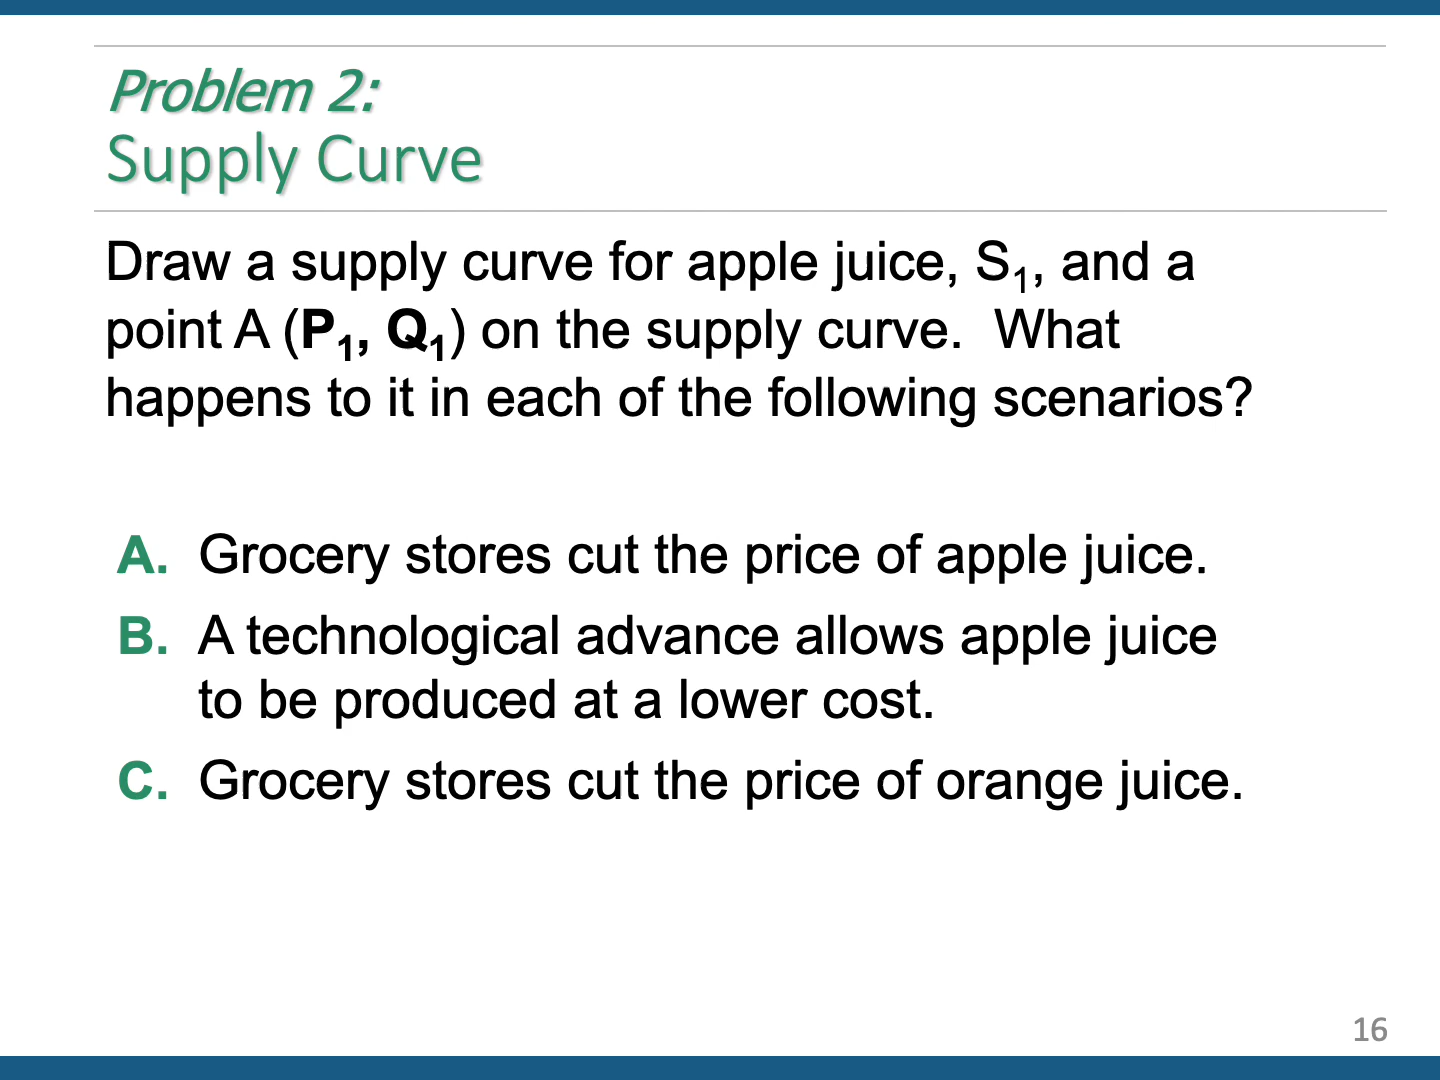 Problem 2:
Supply Curve
Draw a supply curve for apple juice, S₁, and a
point A (P₁, Q₁) on the supply curve.  What
happens to it in each of the following scenarios?
A. Grocery stores cut the price of apple juice.
B. A technological advance allows apple juice
to be produced at a lower cost.
C. Grocery stores cut the price of orange juice.
16